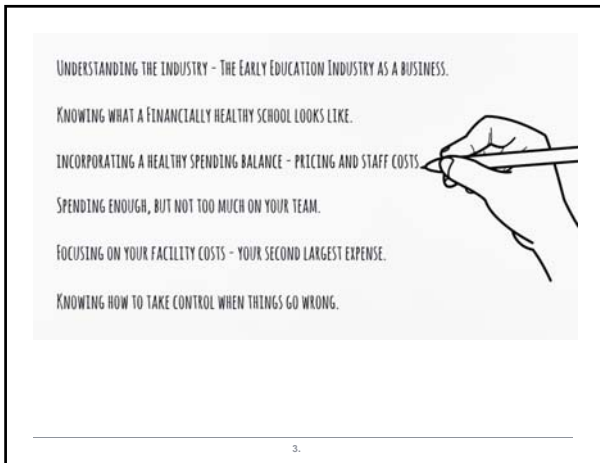 Understanding the industry - The Early Education Industry as a business.
Knowing what a Financially healthy school looks like.
incorporating a healthy spending balance - pricing and staff costs.
Spending enough, but not too much on your team.
Focusing on your facility costs - your second largest expense.
Knowing how to take control when things go wrong.
3.